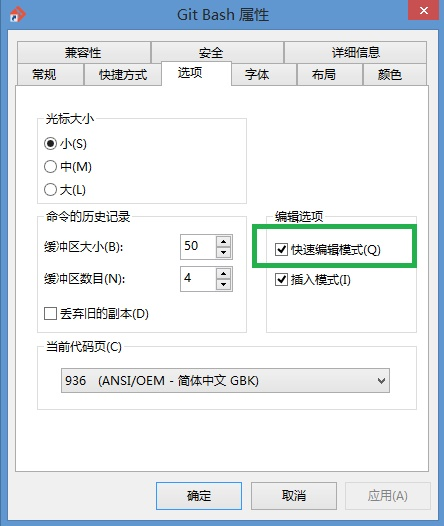 Git Bash 属性
兼容性 安全 详细信息
常规 快捷方式 选项 字体 布局 颜色
光标大小
小(S)
中(M)
大(L)
命令的历史记录
缓冲区大小(B): 50
缓冲区数目(N): 4
丢弃旧的副本(D)
编辑选项
快速编辑模式(Q)
插入模式(I)
当前代码页(C)
936 (ANSI/OEM - 简体中文 GBK)
确定 取消 应用(A)